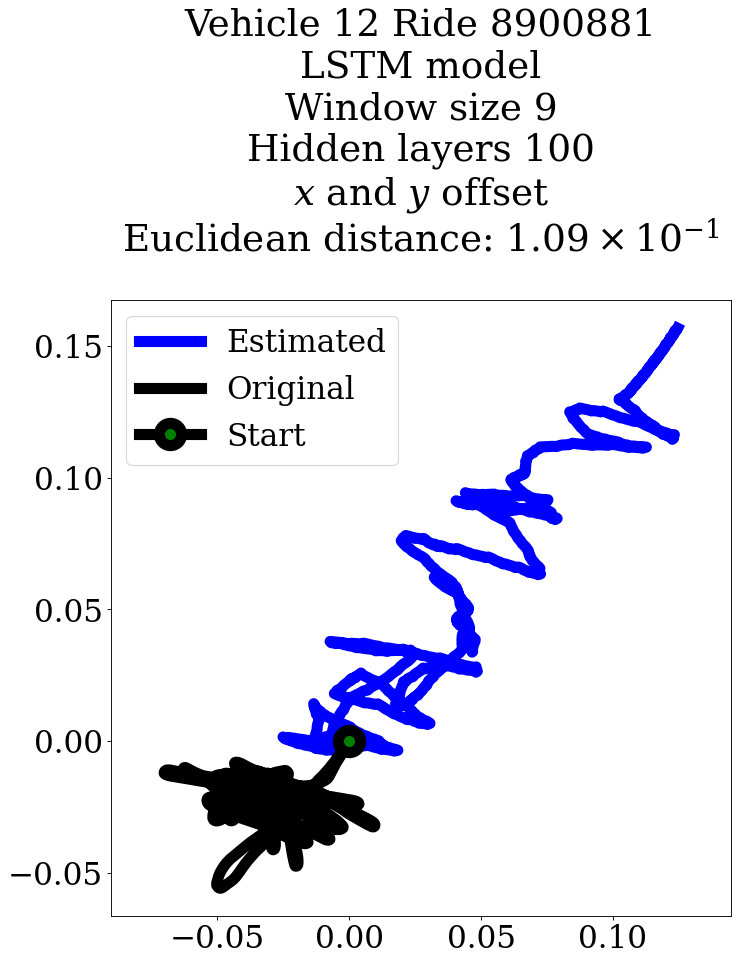 Vehicle 12 Ride 8900881
LSTM model
Window size 9
Hidden layers 100
x and y offset
Euclidean distance: 1.09 × 10⁻¹
Estimated
Original
Start
0.15
0.10
0.05
0.00
−0.05
−0.05 0.00 0.05 0.10